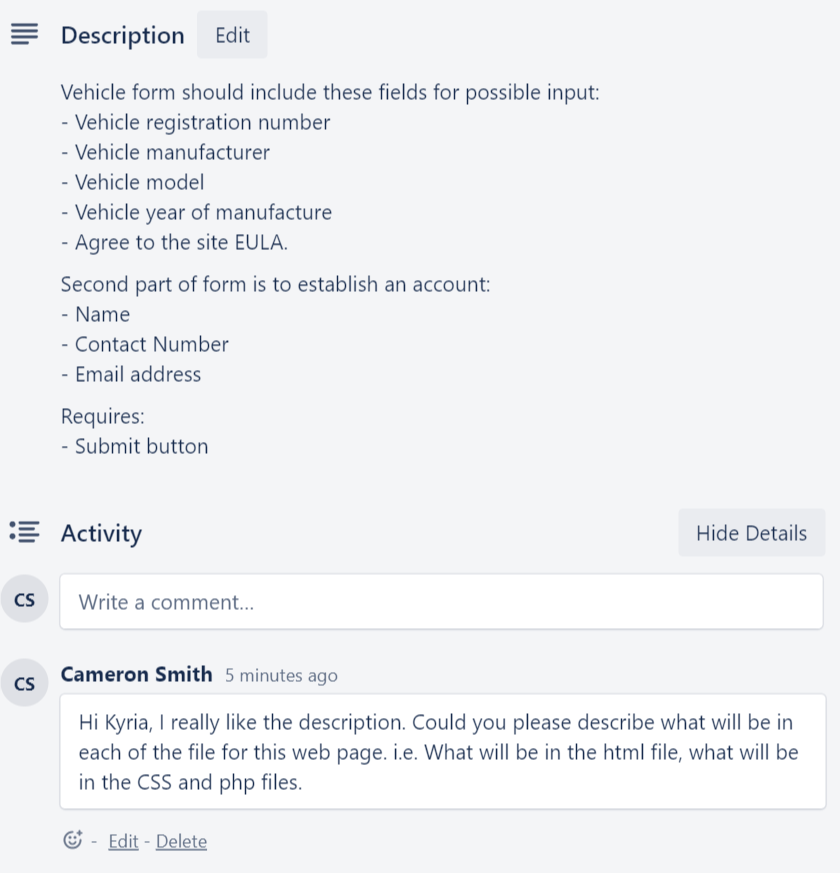 Description Edit
Vehicle form should include these fields for possible input:
- Vehicle registration number
- Vehicle manufacturer
- Vehicle model
- Vehicle year of manufacture
- Agree to the site EULA.
Second part of form is to establish an account:
- Name
- Contact Number
- Email address
Requires:
- Submit button
Activity Hide Details
CS Write a comment...
CS Cameron Smith 5 minutes ago
Hi Kyria, I really like the description. Could you please describe what will be in
each of the file for this web page. i.e. What will be in the html file, what will be
in the CSS and php files.
- Edit - Delete